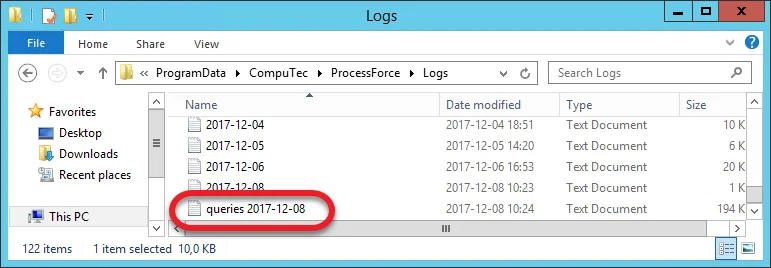 Logs
File Home Share View
ProgramData CompuTec ProcessForce Logs Search Logs
Favorites
Desktop
Downloads
Recent places
This PC
Name Date modified Type Size
2017-12-04 2017-12-04 18:51 Text Document 10 K
2017-12-05 2017-12-05 14:20 Text Document 6 K
2017-12-06 2017-12-06 16:53 Text Document 20 K
2017-12-08 2017-12-08 10:23 Text Document 1 K
queries 2017-12-08 2017-12-08 10:24 Text Document 194 K
122 items 1 item selected 10,0 KB